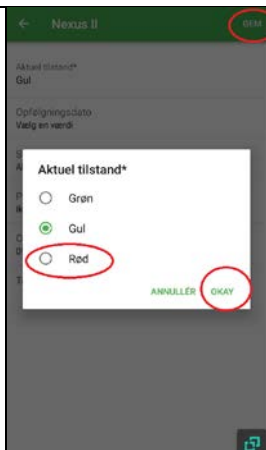 Nexus II
GEM
Aktuel tilstand*
Gul
Opfølgningsdato
Vælg en værdi
Aktuel tilstand*
Grøn
Gul
Rød
ANNULLÉR
OKAY